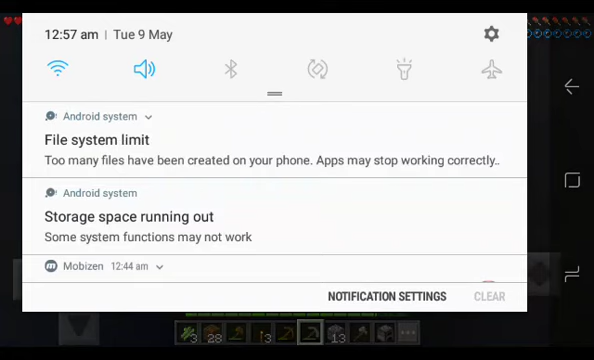 12:57 am | Tue 9 May
Android system
File system limit
Too many files have been created on your phone. Apps may stop working correctly..
Android system
Storage space running out
Some system functions may not work
m Mobizen 12:44 am
NOTIFICATION SETTINGS CLEAR
3 28 3 13